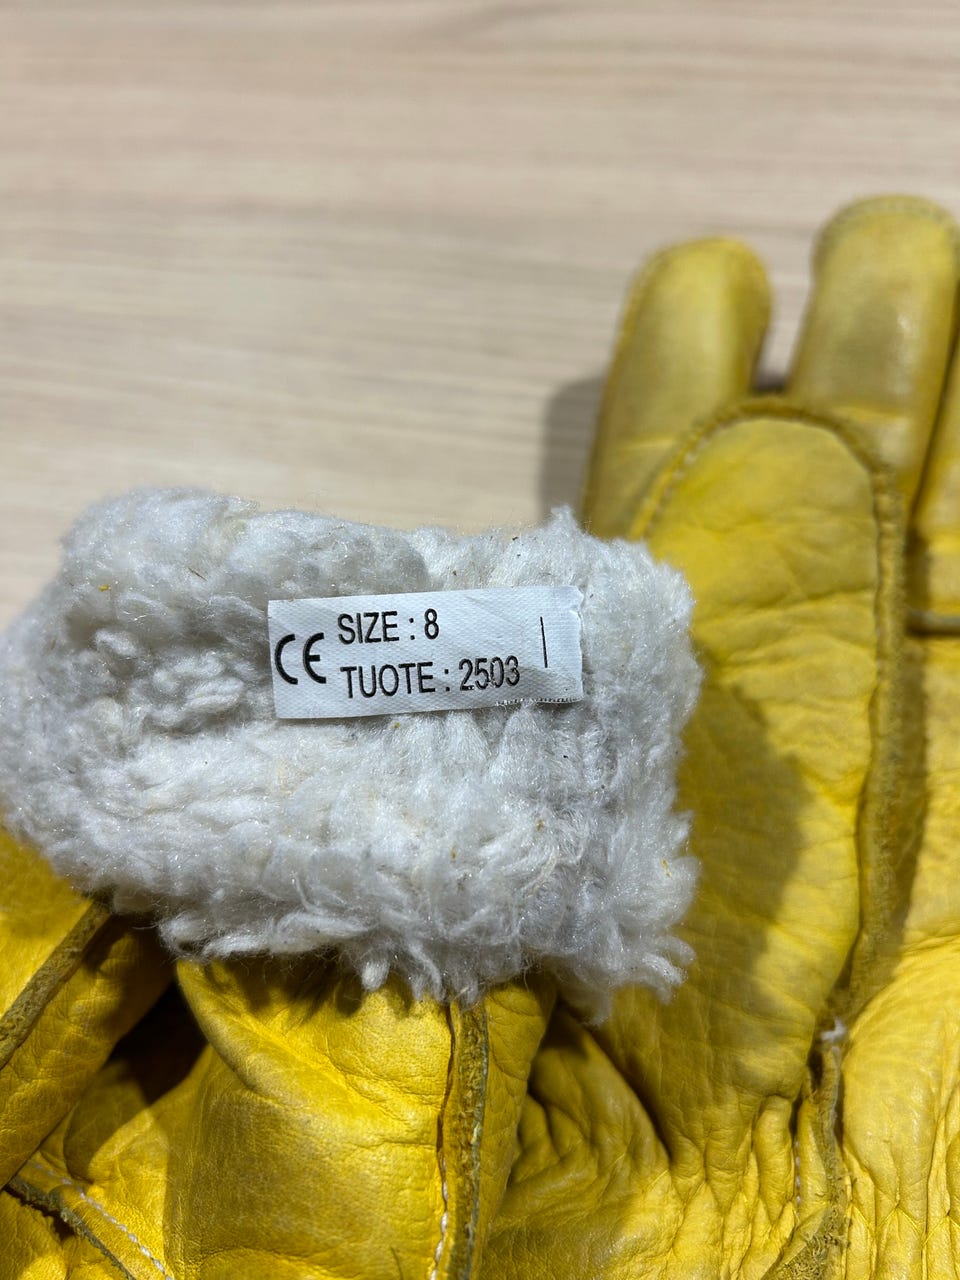 CE
SIZE : 8
TUOTE : 2503